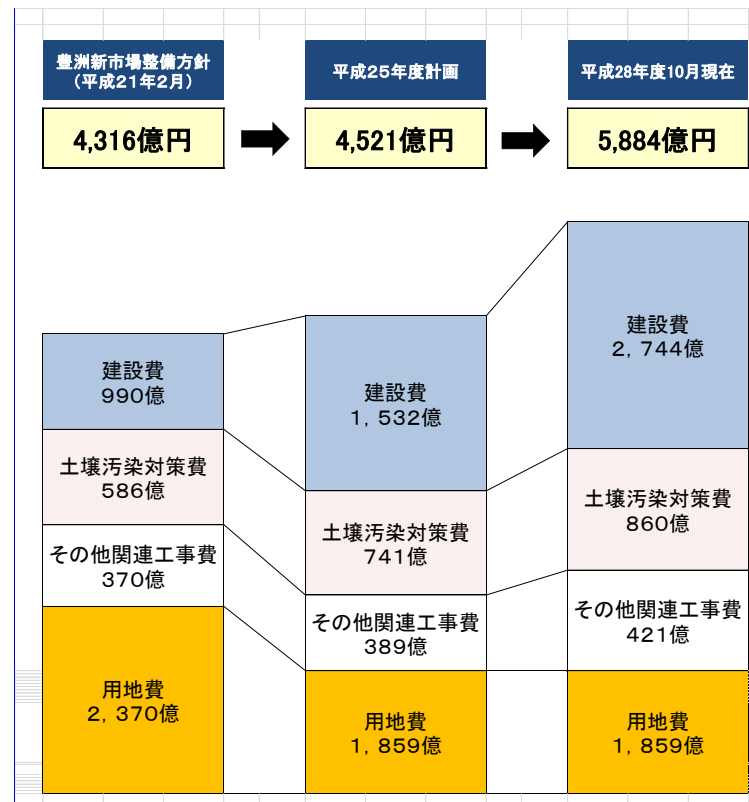 豊洲新市場整備方針
(平成21年2月)
4,316億円
建設費
990億
土壌汚染対策費
586億
その他関連工事費
370億
用地費
2,370億
平成25年度計画
4,521億円
建設費
1,532億
土壌汚染対策費
741億
その他関連工事費
389億
用地費
1,859億
平成28年度10月現在
5,884億円
建設費
2,744億
土壌汚染対策費
860億
その他関連工事費
421億
用地費
1,859億